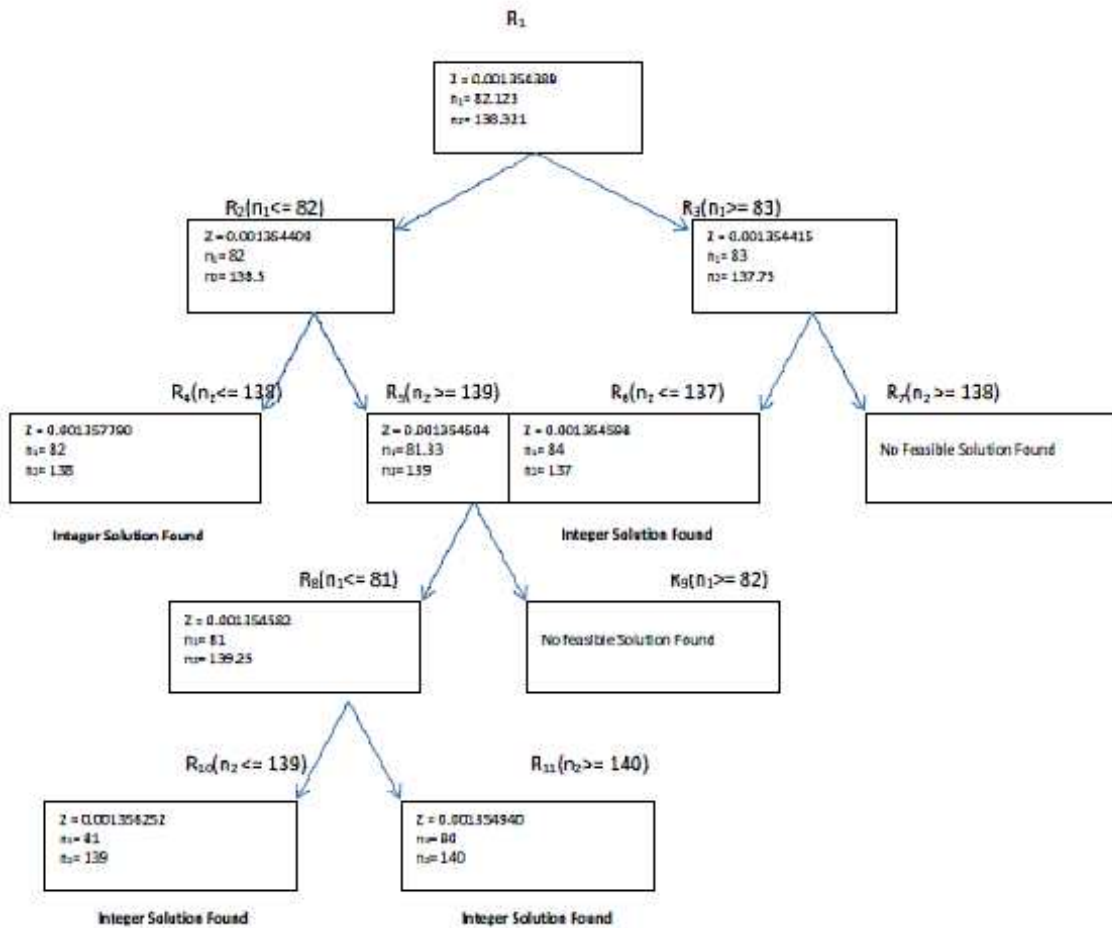 R₁
Z = 0.001354389
n₁= 82.123
n₂= 138.321
R₂(n₁<= 82)
R₃(n₁>= 83)
Z = 0.001354409
n₁= 82
n₂= 138.5
Z = 0.001354415
n₁= 83
n₂= 137.75
R₄(n₂<= 138)
R₅(n₂ >= 139)
R₆(n₂ <= 137)
R₇(n₂ >= 138)
Z = 0.001357790
n₁= 82
n₂= 138
Z = 0.001354504
n₁= 81.33
n₂= 139
Z = 0.001354598
n₁= 84
n₂= 137
No Feasible Solution Found
Integer Solution Found
Integer Solution Found
R₈(n₁<= 81)
R₉(n₁>= 82)
Z = 0.001354582
n₁= 81
n₂= 139.25
No feasible Solution Found
R₁₀(n₂ <= 139)
R₁₁(n₂>= 140)
Z = 0.001356252
n₁= 81
n₂= 139
Z = 0.001354940
n₁= 80
n₂= 140
Integer Solution Found
Integer Solution Found